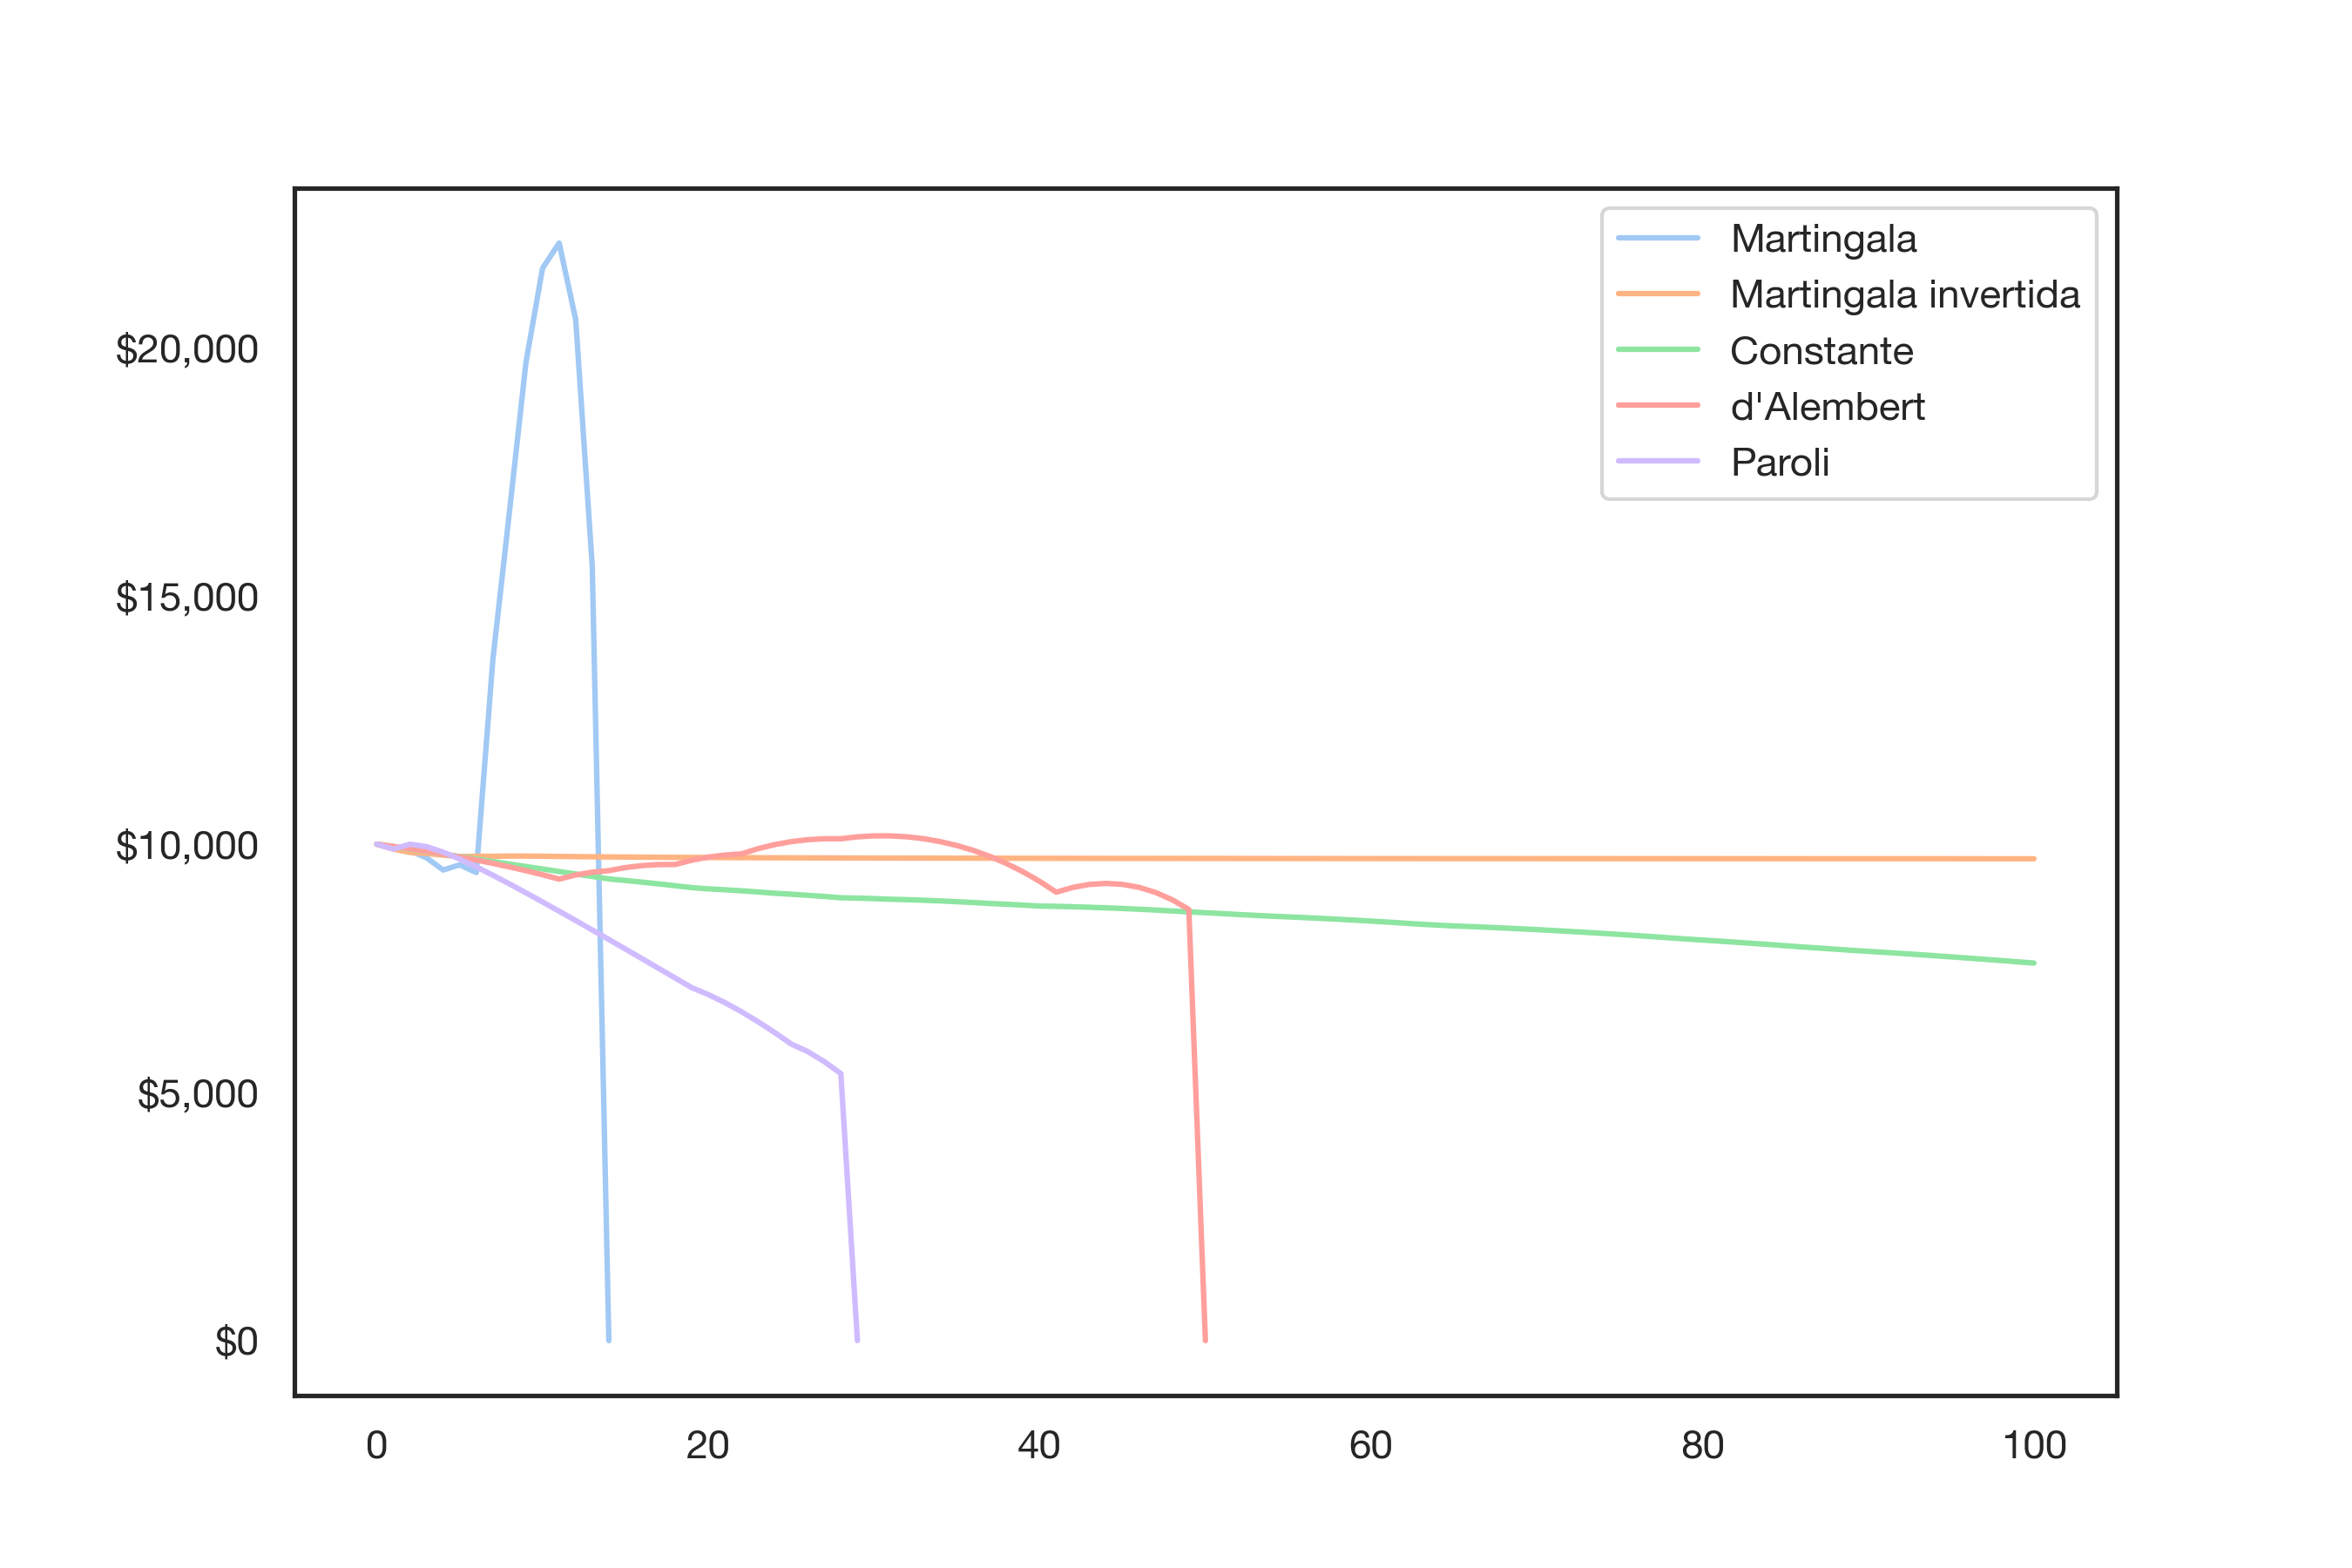 Martingala
Martingala invertida
Constante
d'Alembert
Paroli
$20,000
$15,000
$10,000
$5,000
$0
0 20 40 60 80 100